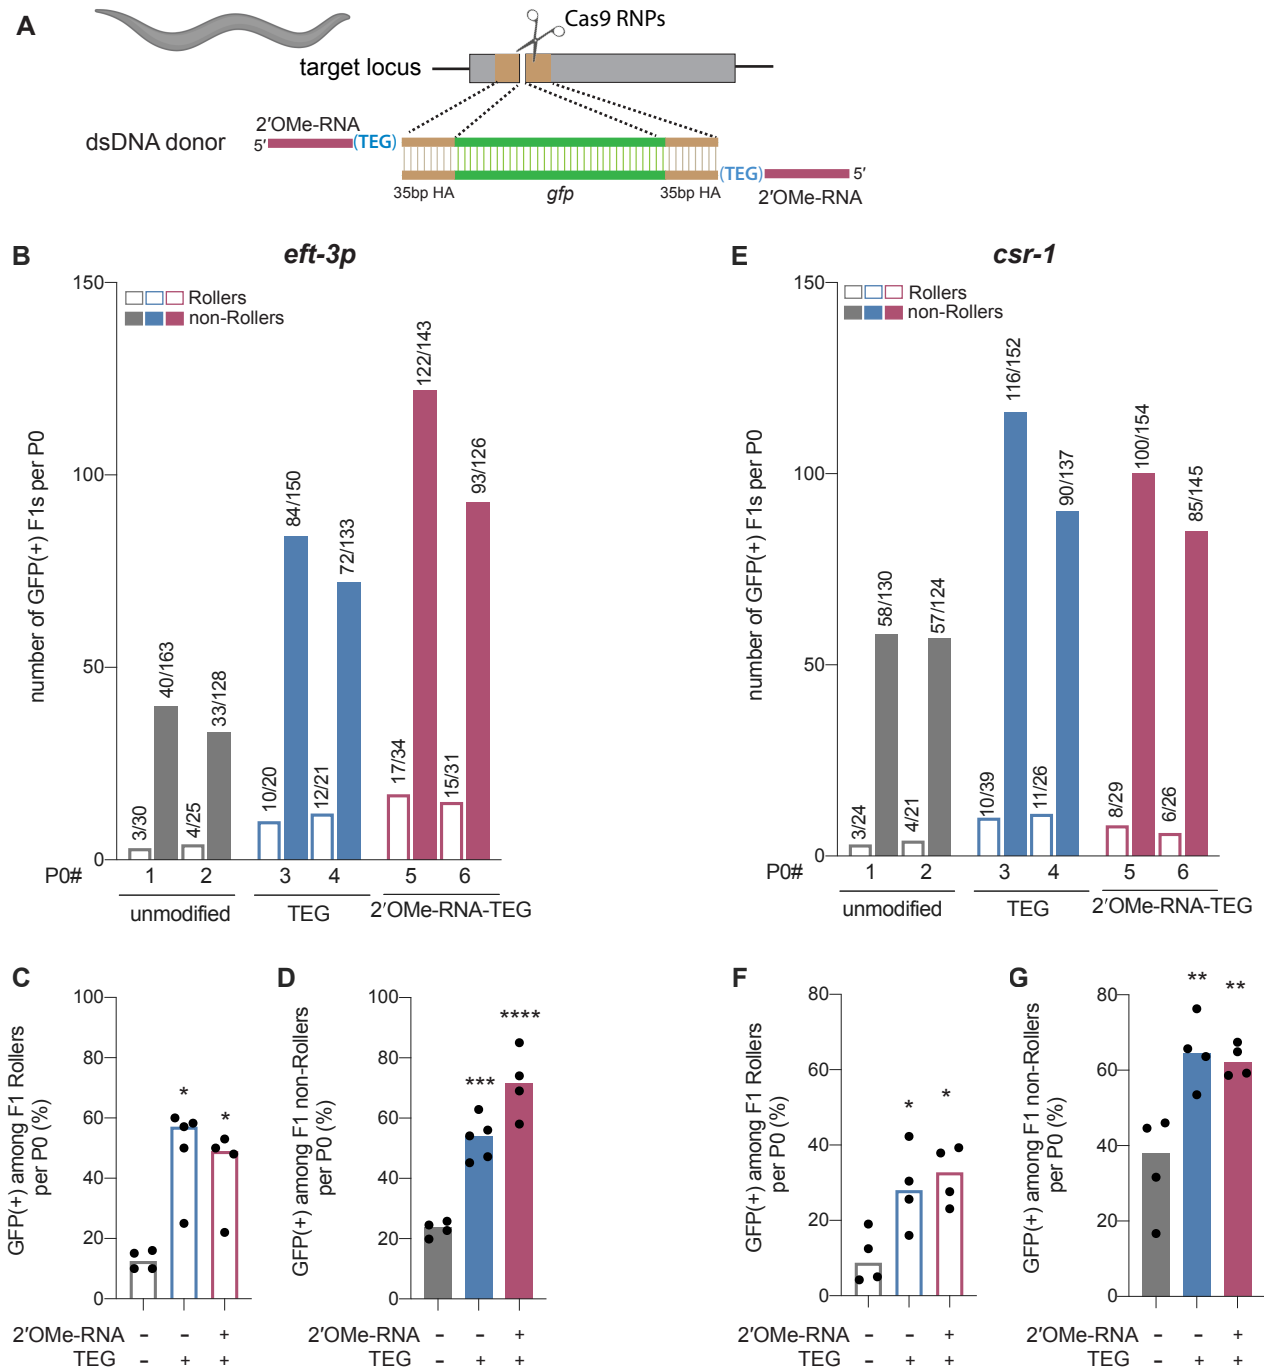 A
Cas9 RNPs
target locus
2′OMe-RNA
dsDNA donor
5′
(TEG)
(TEG)
5′
35bp HA
gfp
35bp HA
2′OMe-RNA
B
eft-3p
number of GFP(+) F1s per P0
150
100
50
0
Rollers
non-Rollers
3/30
40/163
4/25
33/128
10/20
84/150
12/21
72/133
17/34
122/143
15/31
93/126
P0#
1 2 3 4 5 6
unmodified TEG 2′OMe-RNA-TEG
E
csr-1
number of GFP(+) F1s per P0
150
100
50
0
Rollers
non-Rollers
3/24
58/130
4/21
57/124
10/39
116/152
11/26
90/137
8/29
100/154
6/26
85/145
P0#
1 2 3 4 5 6
unmodified TEG 2′OMe-RNA-TEG
C
GFP(+) among F1 Rollers
per P0 (%)
100
80
60
40
20
0
* *
2′OMe-RNA - - +
TEG - + +
D
GFP(+) among F1 non-Rollers
per P0 (%)
100
80
60
40
20
0
*** ****
- - +
- + +
F
GFP(+) among F1 Rollers
per P0 (%)
80
60
40
20
0
* *
2′OMe-RNA - - +
TEG - + +
G
GFP(+) among F1 non-Rollers
per P0 (%)
80
60
40
20
0
** **
- - +
- + +